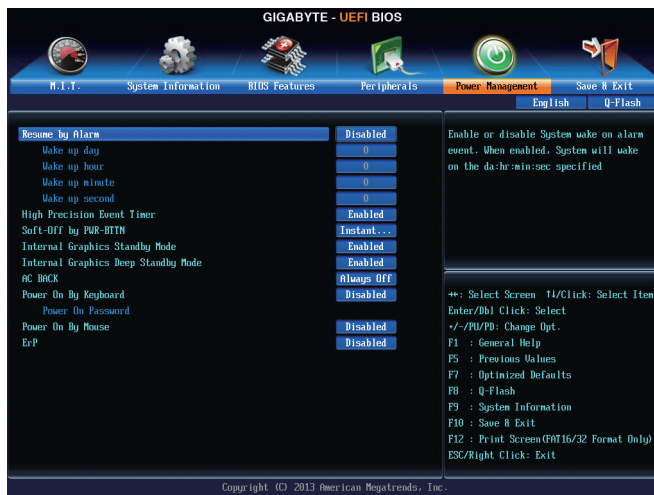 GIGABYTE - UEFI BIOS
M.I.T. System Information BIOS Features Peripherals Power Management Save & Exit
English Q-Flash
Resume by Alarm Disabled
Wake up day 0
Wake up hour 0
Wake up minute 0
Wake up second 0
High Precision Event Timer Enabled
Soft-Off by PWR-BTTN Instant...
Internal Graphics Standby Mode Enabled
Internal Graphics Deep Standby Mode Enabled
AC BACK Always Off
Power On By Keyboard Disabled
Power On Password
Power On By Mouse Disabled
ErP Disabled
Enable or disable System wake on alarm
event. When enabled, System will wake
on the da:hr:min:sec specified
→←: Select Screen ↑↓/Click: Select Item
Enter/Dbl Click: Select
+/-/PU/PD: Change Opt.
F1 : General Help
F5 : Previous Values
F7 : Optimized Defaults
F8 : Q-Flash
F9 : System Information
F10 : Save & Exit
F12 : Print Screen(FAT16/32 Format Only)
ESC/Right Click: Exit
Copyright (C) 2013 American Megatrends, Inc.